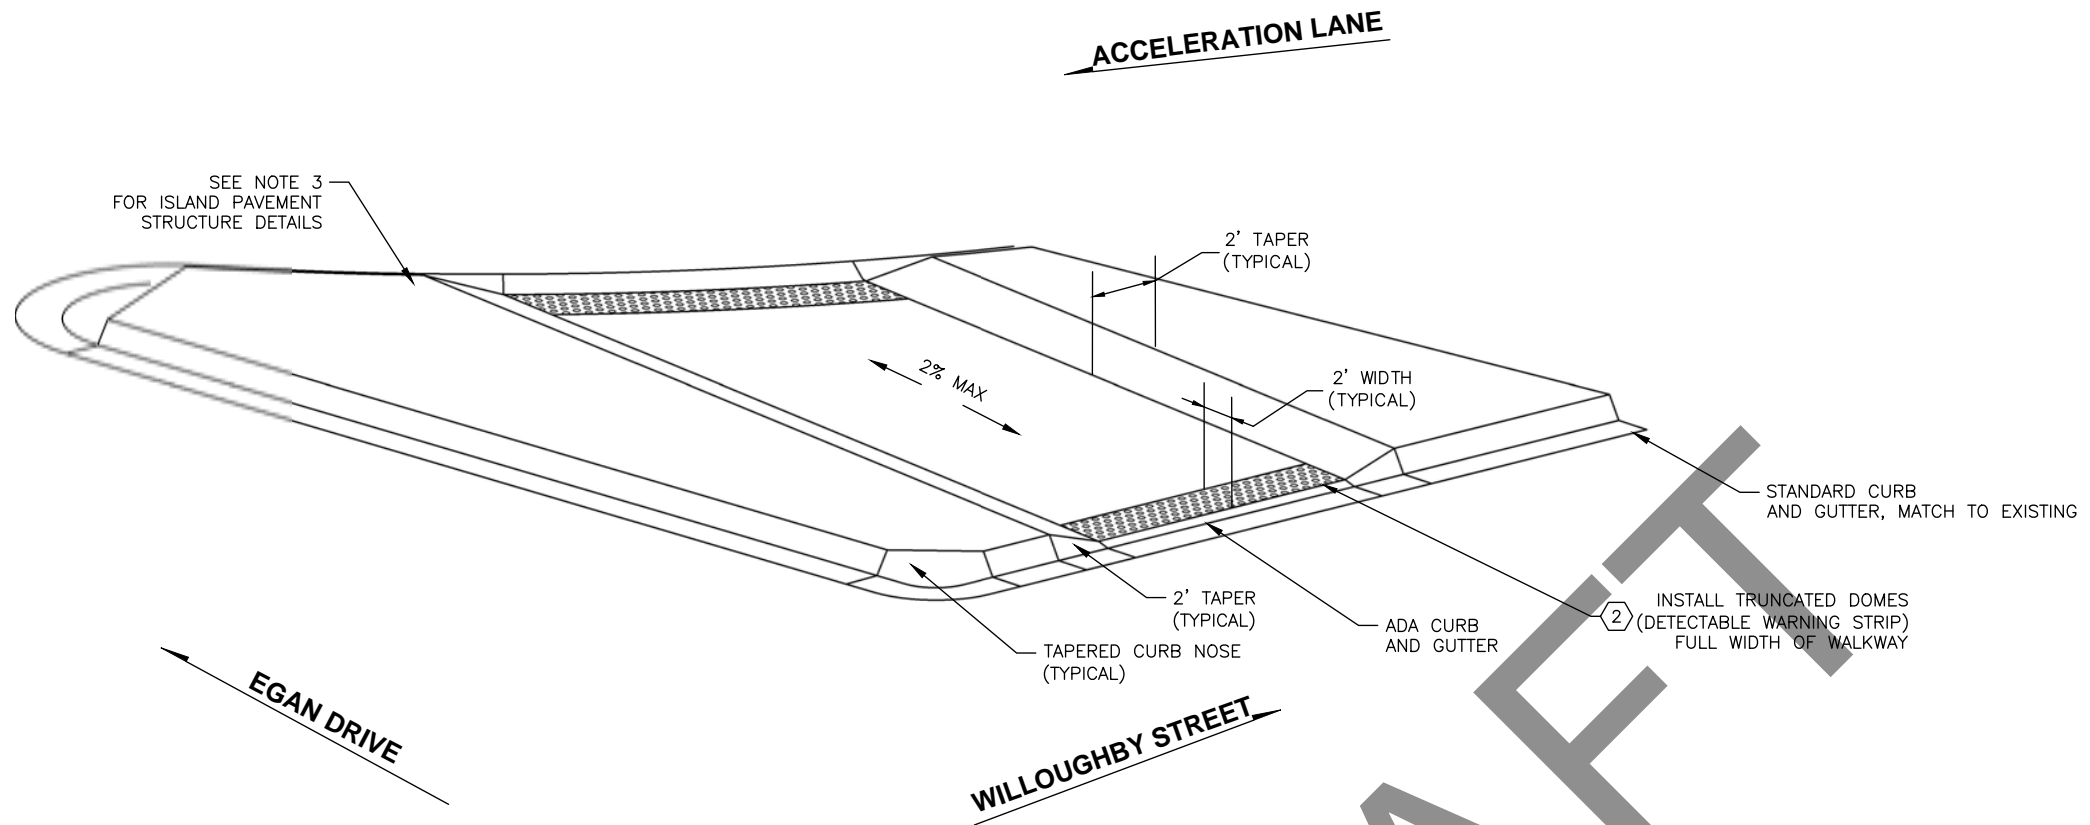 ACCELERATION LANE
SEE NOTE 3
FOR ISLAND PAVEMENT
STRUCTURE DETAILS
2' TAPER
(TYPICAL)
2% MAX
2' WIDTH
(TYPICAL)
STANDARD CURB
AND GUTTER, MATCH TO EXISTING
2' TAPER
(TYPICAL)
2
INSTALL TRUNCATED DOMES
(DETECTABLE WARNING STRIP)
FULL WIDTH OF WALKWAY
ADA CURB
AND GUTTER
TAPERED CURB NOSE
(TYPICAL)
EGAN DRIVE
WILLOUGHBY STREET